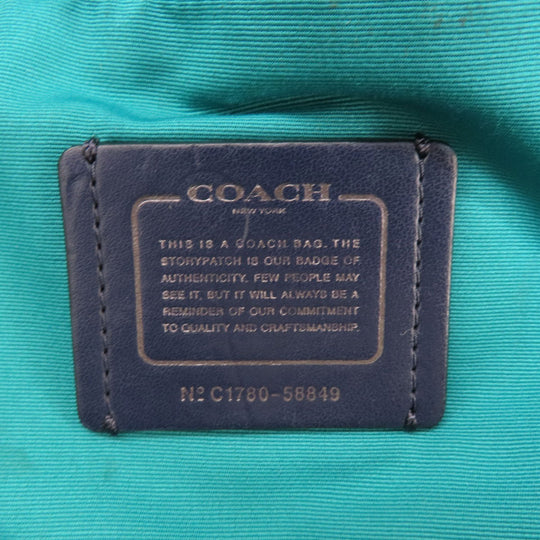 COACH
NEW YORK
THIS IS A COACH BAG. THE
STORYPATCH IS OUR BADGE OF
AUTHENTICITY. FEW PEOPLE MAY
SEE IT, BUT IT WILL ALWAYS BE A
REMINDER OF OUR COMMITMENT
TO QUALITY AND CRAFTSMANSHIP.
Nº C1780-58849